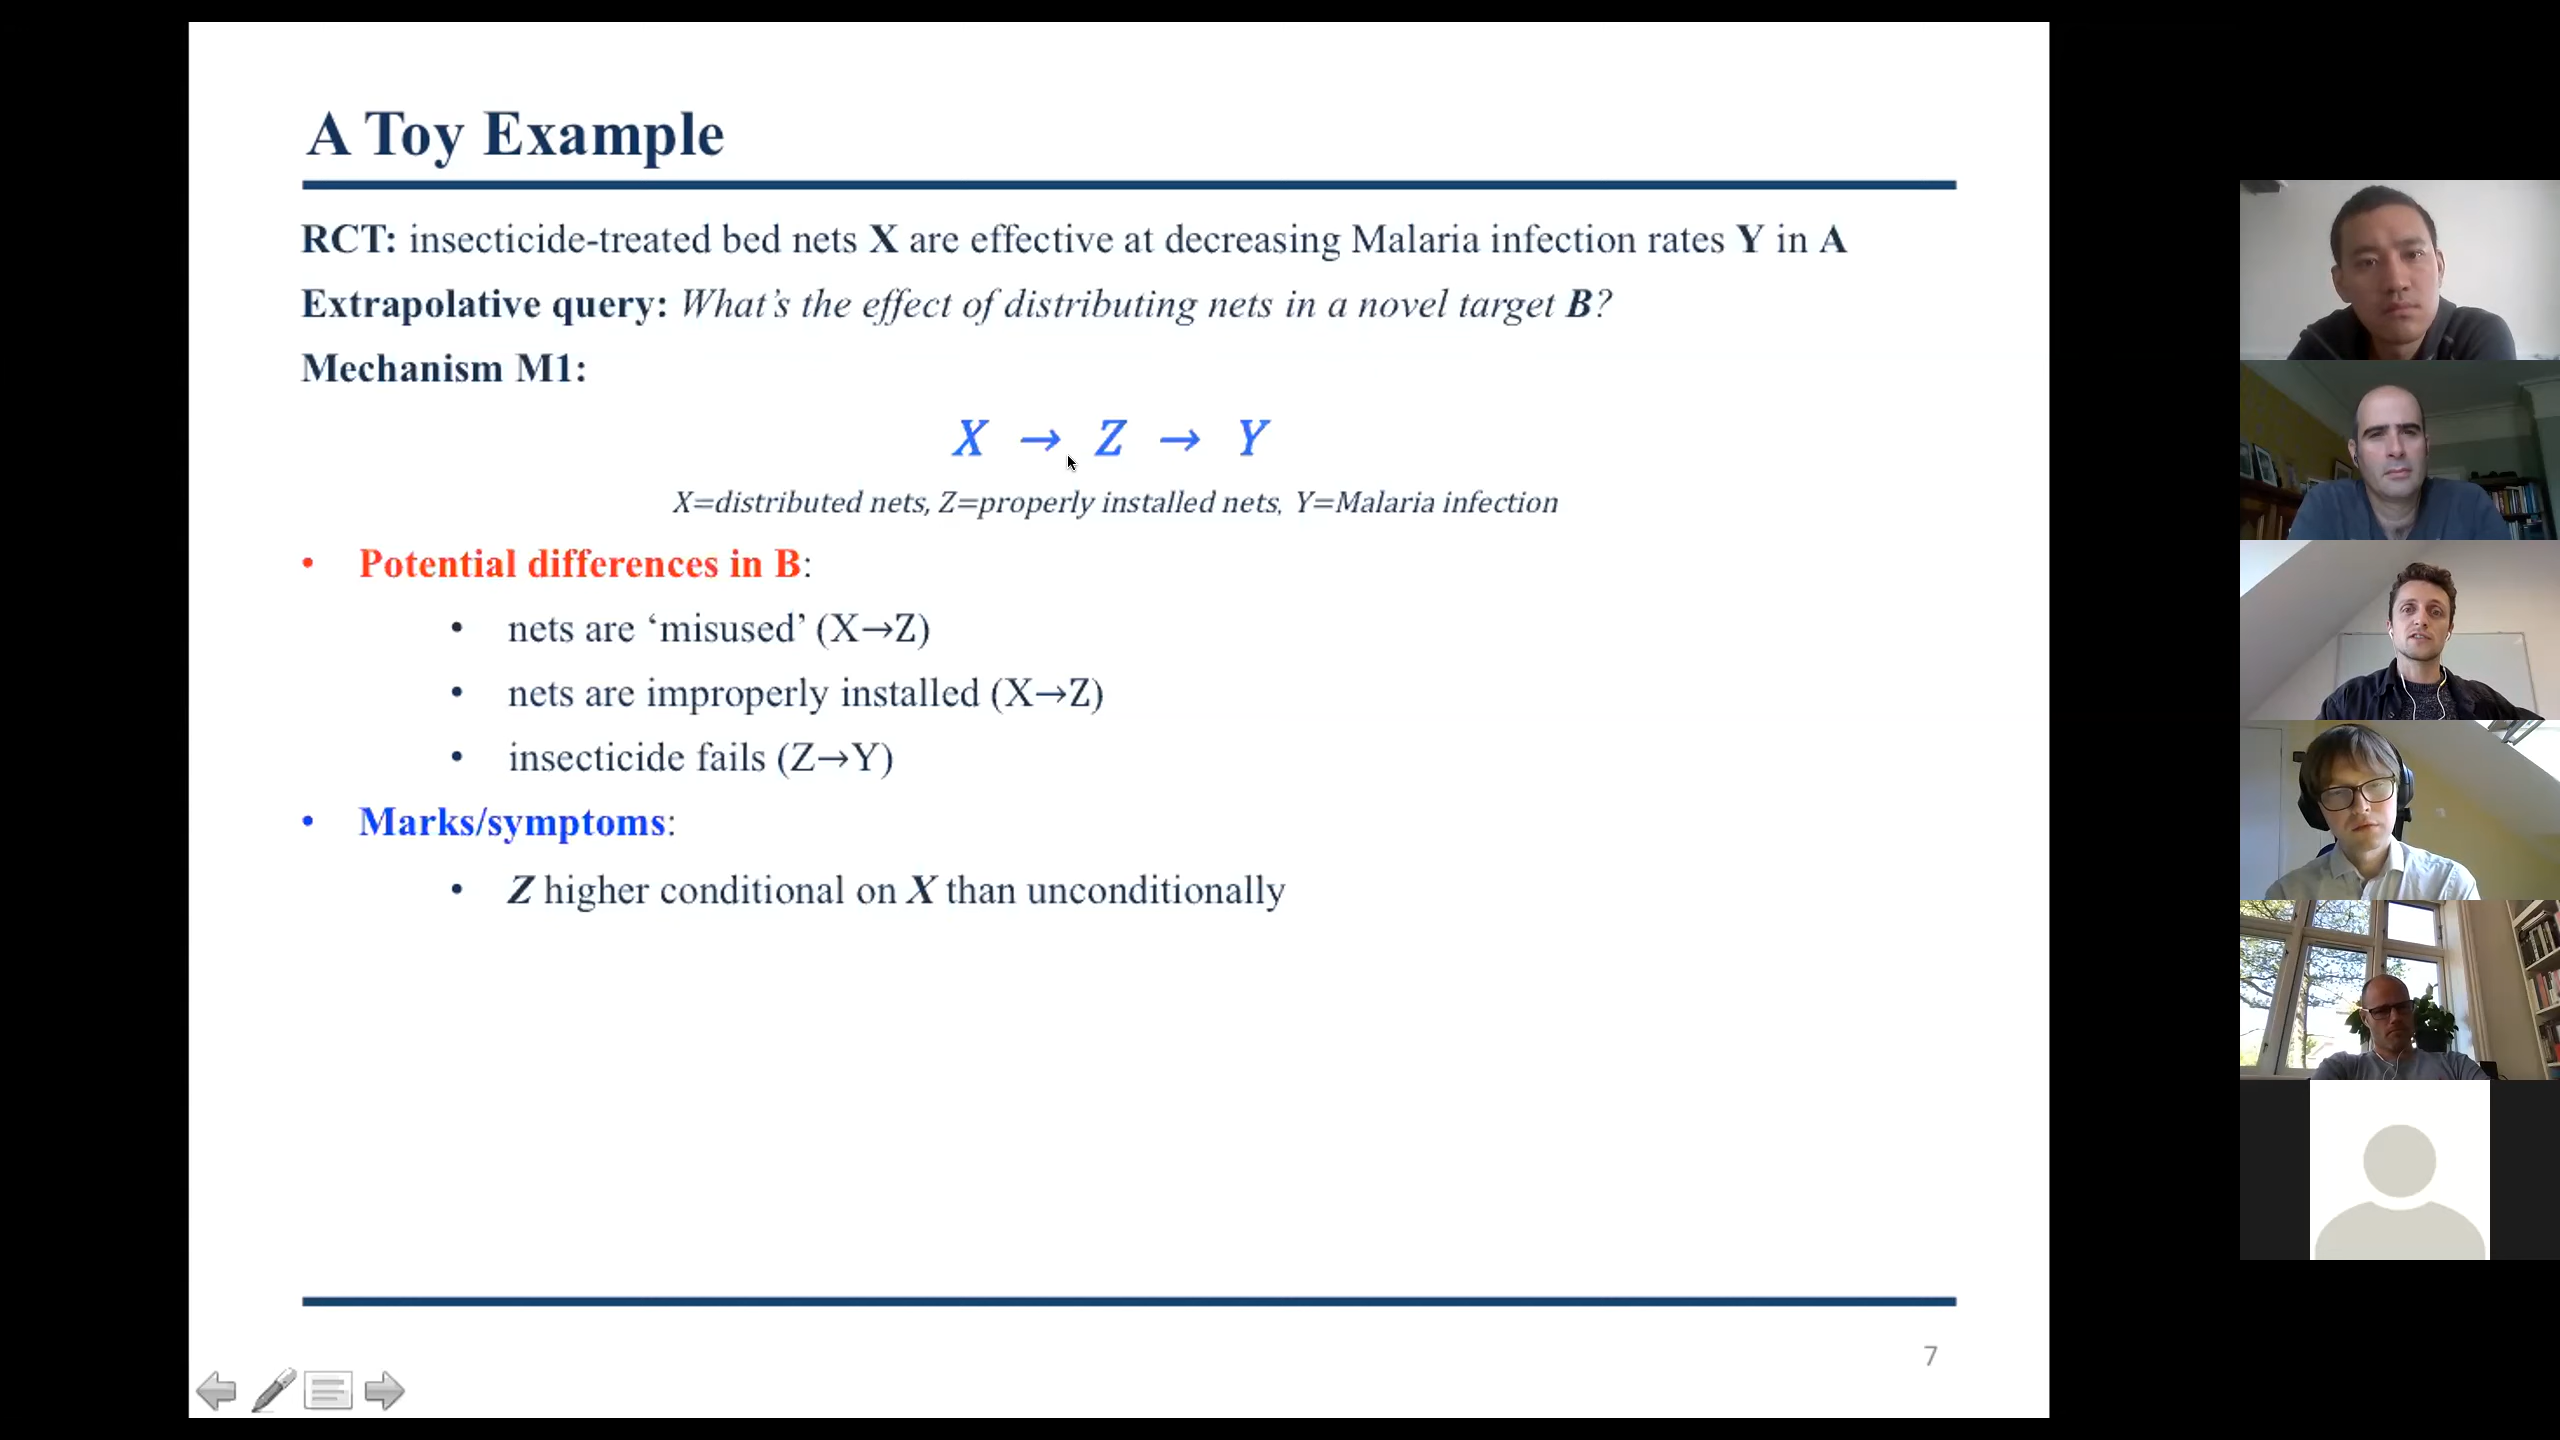 A Toy Example
RCT: insecticide-treated bed nets X are effective at decreasing Malaria infection rates Y in A
Extrapolative query: What’s the effect of distributing nets in a novel target B?
Mechanism M1:
X → Z → Y
X=distributed nets, Z=properly installed nets, Y=Malaria infection
• Potential differences in B:
• nets are ‘misused’ (X→Z)
• nets are improperly installed (X→Z)
• insecticide fails (Z→Y)
• Marks/symptoms:
• Z higher conditional on X than unconditionally
7